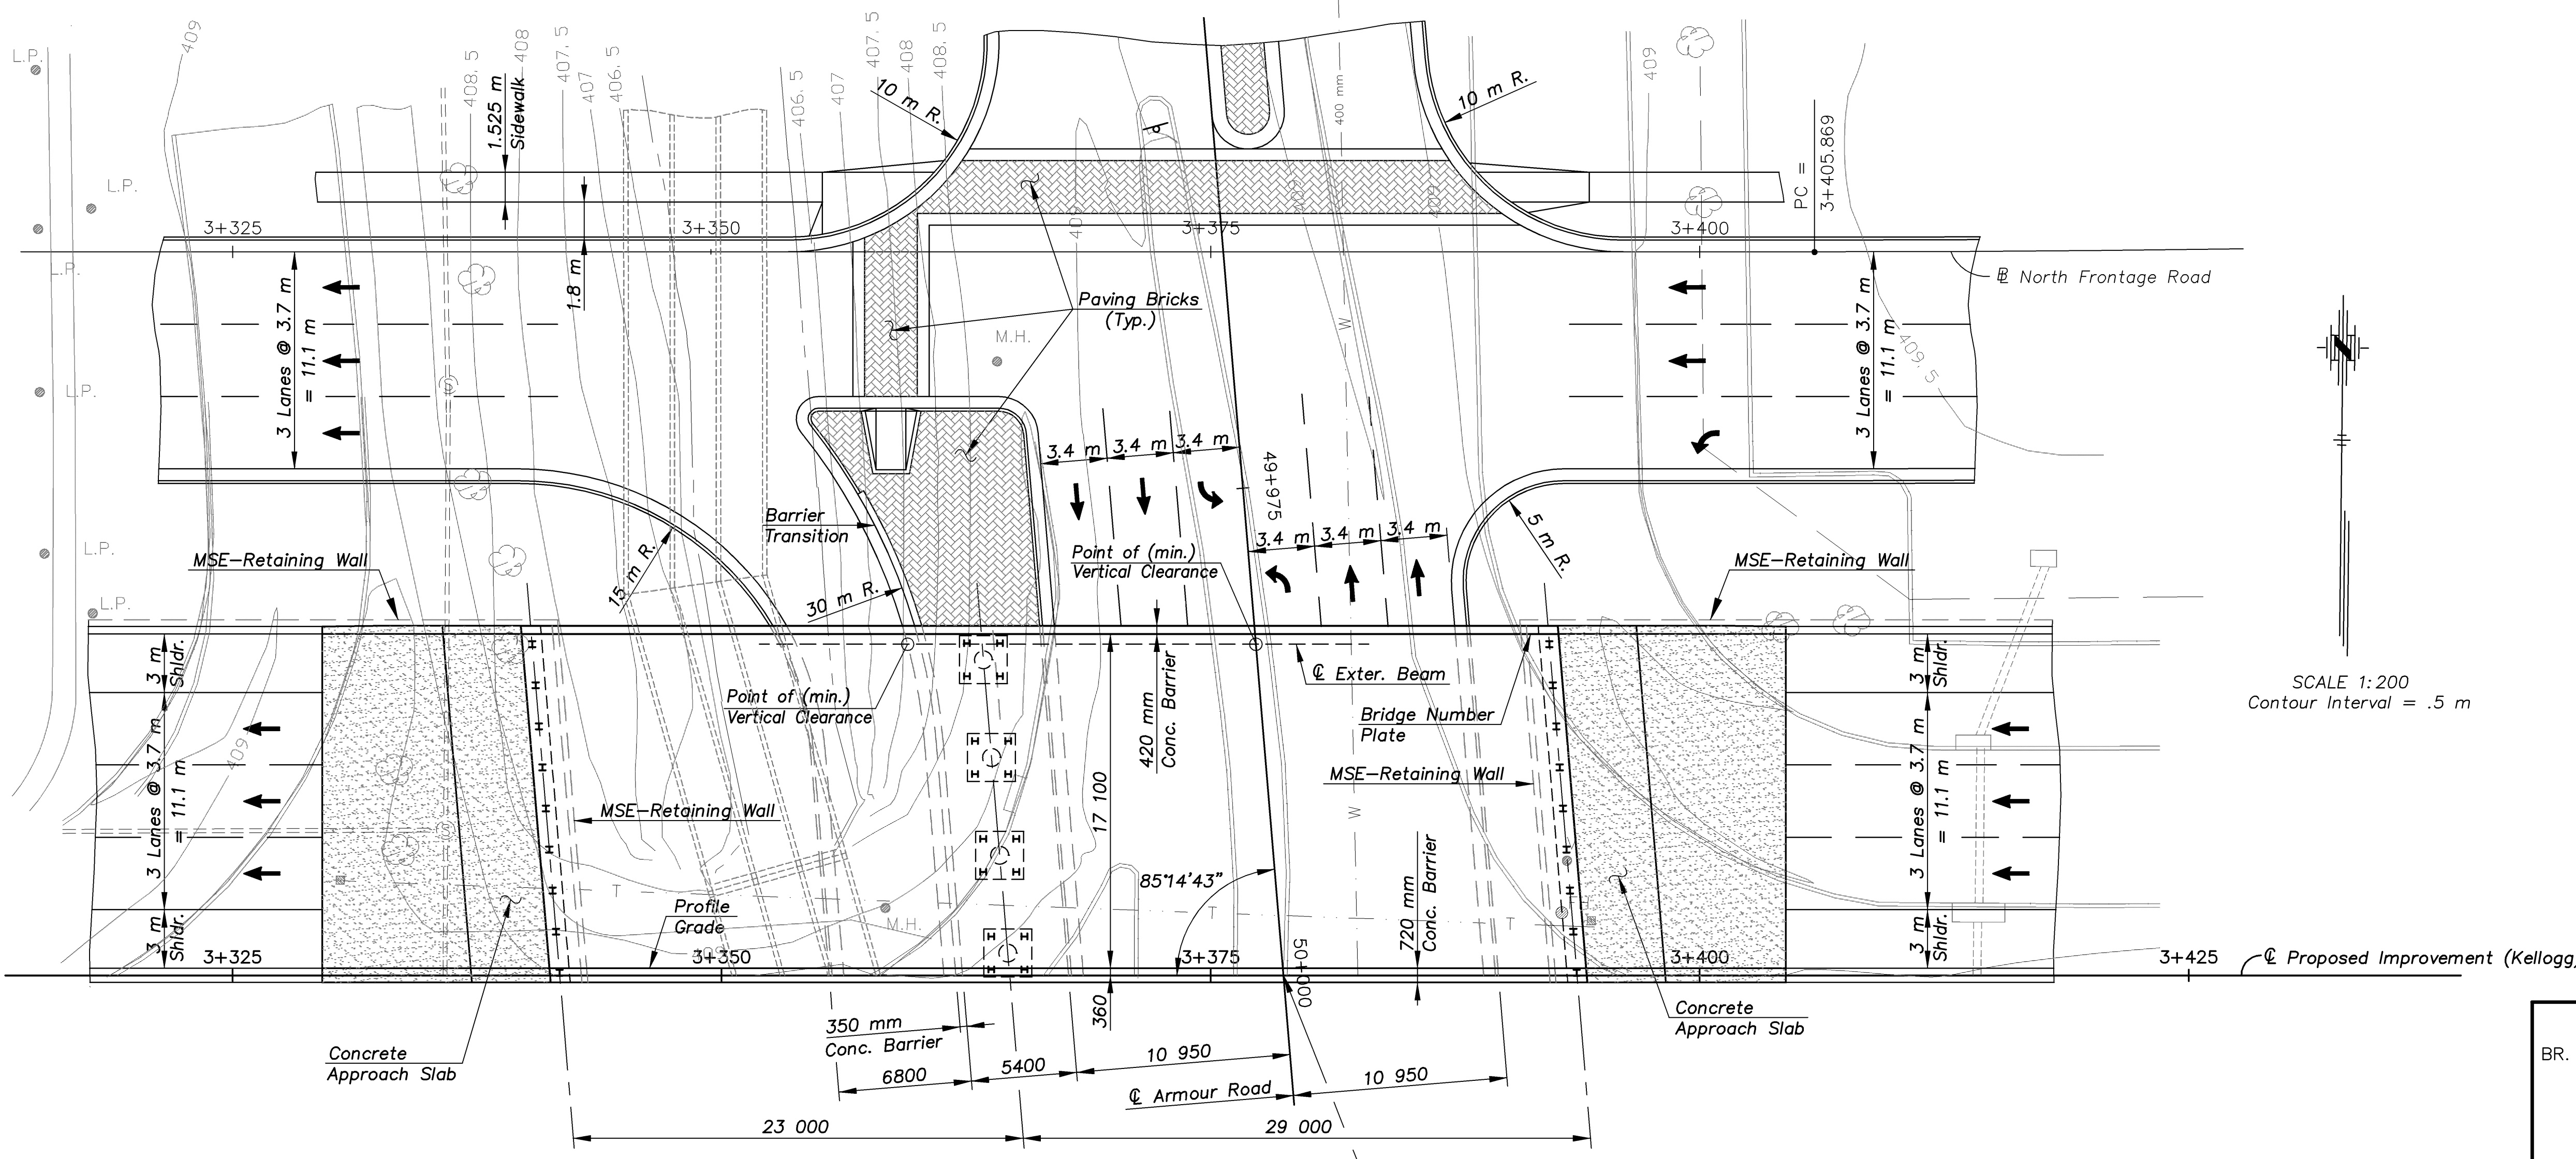 L.P.
409
408.5
408
407.5
407
406.5
406.5
407
407.5
408
408.5
1.525 m
Sidewalk
10 m R.
400 mm
10 m R.
409
L.P.
L.P.
L.P.
L.P.
L.P.
L.P.
PC =
3+405.869
3+325
3+350
3+375
3+400
409
409
409
1.8 m
3 Lanes @ 3.7 m
= 11.1 m
Paving Bricks
(Typ.)
M.H.
W
3 Lanes @ 3.7 m
= 11.1 m
409.5
℄ North Frontage Road
N
S
3.4 m
3.4 m
3.4 m
49+975
3.4 m
3.4 m
3.4 m
5 m R.
Barrier
Transition
15 m R.
30 m R.
Point of (min.)
Vertical Clearance
MSE-Retaining Wall
MSE-Retaining Wall
3 m
Shldr.
3 Lanes @ 3.7 m
= 11.1 m
3 m
Shldr.
409
Point of (min.)
Vertical Clearance
420 mm
Conc. Barrier
℄ Exter. Beam
Bridge Number
Plate
MSE-Retaining Wall
MSE-Retaining Wall
3 m
Shldr.
3 Lanes @ 3.7 m
= 11.1 m
3 m
Shldr.
SCALE 1:200
Contour Interval = .5 m
17 100
W
85°14'43"
720 mm
Conc. Barrier
Profile
Grade
T
T
T
M.H.
409
3+325
3+350
3+375
3+400
3+425
50+000
℄ Proposed Improvement (Kellogg
360
Concrete
Approach Slab
Concrete
Approach Slab
350 mm
Conc. Barrier
6800
5400
10 950
10 950
℄ Armour Road
23 000
29 000
BR.